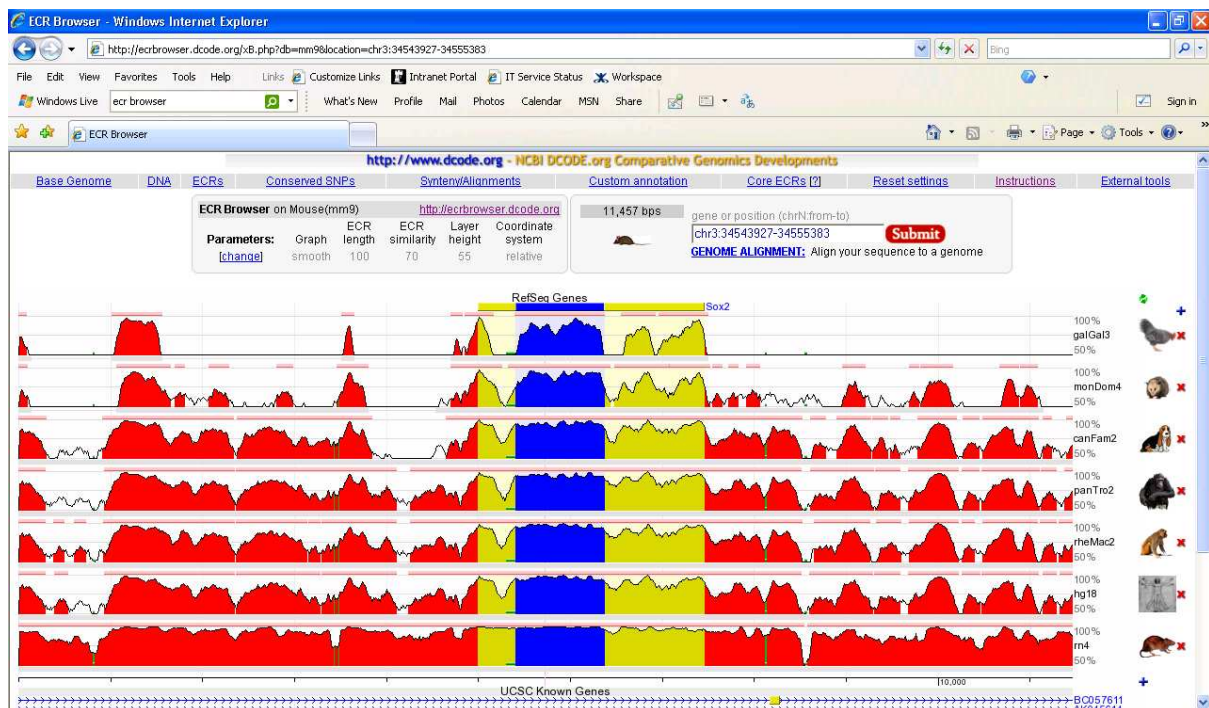 ECR Browser - Windows Internet Explorer
http://ecrbrowser.dcode.org/xB.php?db=mm9&location=chr3:34543927-34555383
Bing
File Edit View Favorites Tools Help Links Customize Links Intranet Portal IT Service Status Workspace
Windows Live ecr browser What's New Profile Mail Photos Calendar MSN Share Sign in
ECR Browser Page Tools
http://www.dcode.org - NCBI DCODE.org Comparative Genomics Developments
Base Genome DNA ECRs Conserved SNPs Synteny/Alignments Custom annotation Core ECRs [?] Reset settings Instructions External tools
ECR Browser on Mouse(mm9) http://ecrbrowser.dcode.org
Parameters: Graph ECR length ECR similarity Layer height Coordinate system
[change] smooth 100 70 55 relative
11,457 bps
gene or position (chrN:from-to)
chr3:34543927-34555383 Submit
GENOME ALIGNMENT: Align your sequence to a genome
RefSeq Genes
Sox2
100%
galGal3
50%
100%
monDom4
50%
100%
canFam2
50%
100%
panTro2
50%
100%
rheMac2
50%
100%
hg18
50%
100%
rn4
50%
10,000
UCSC Known Genes
BC057611